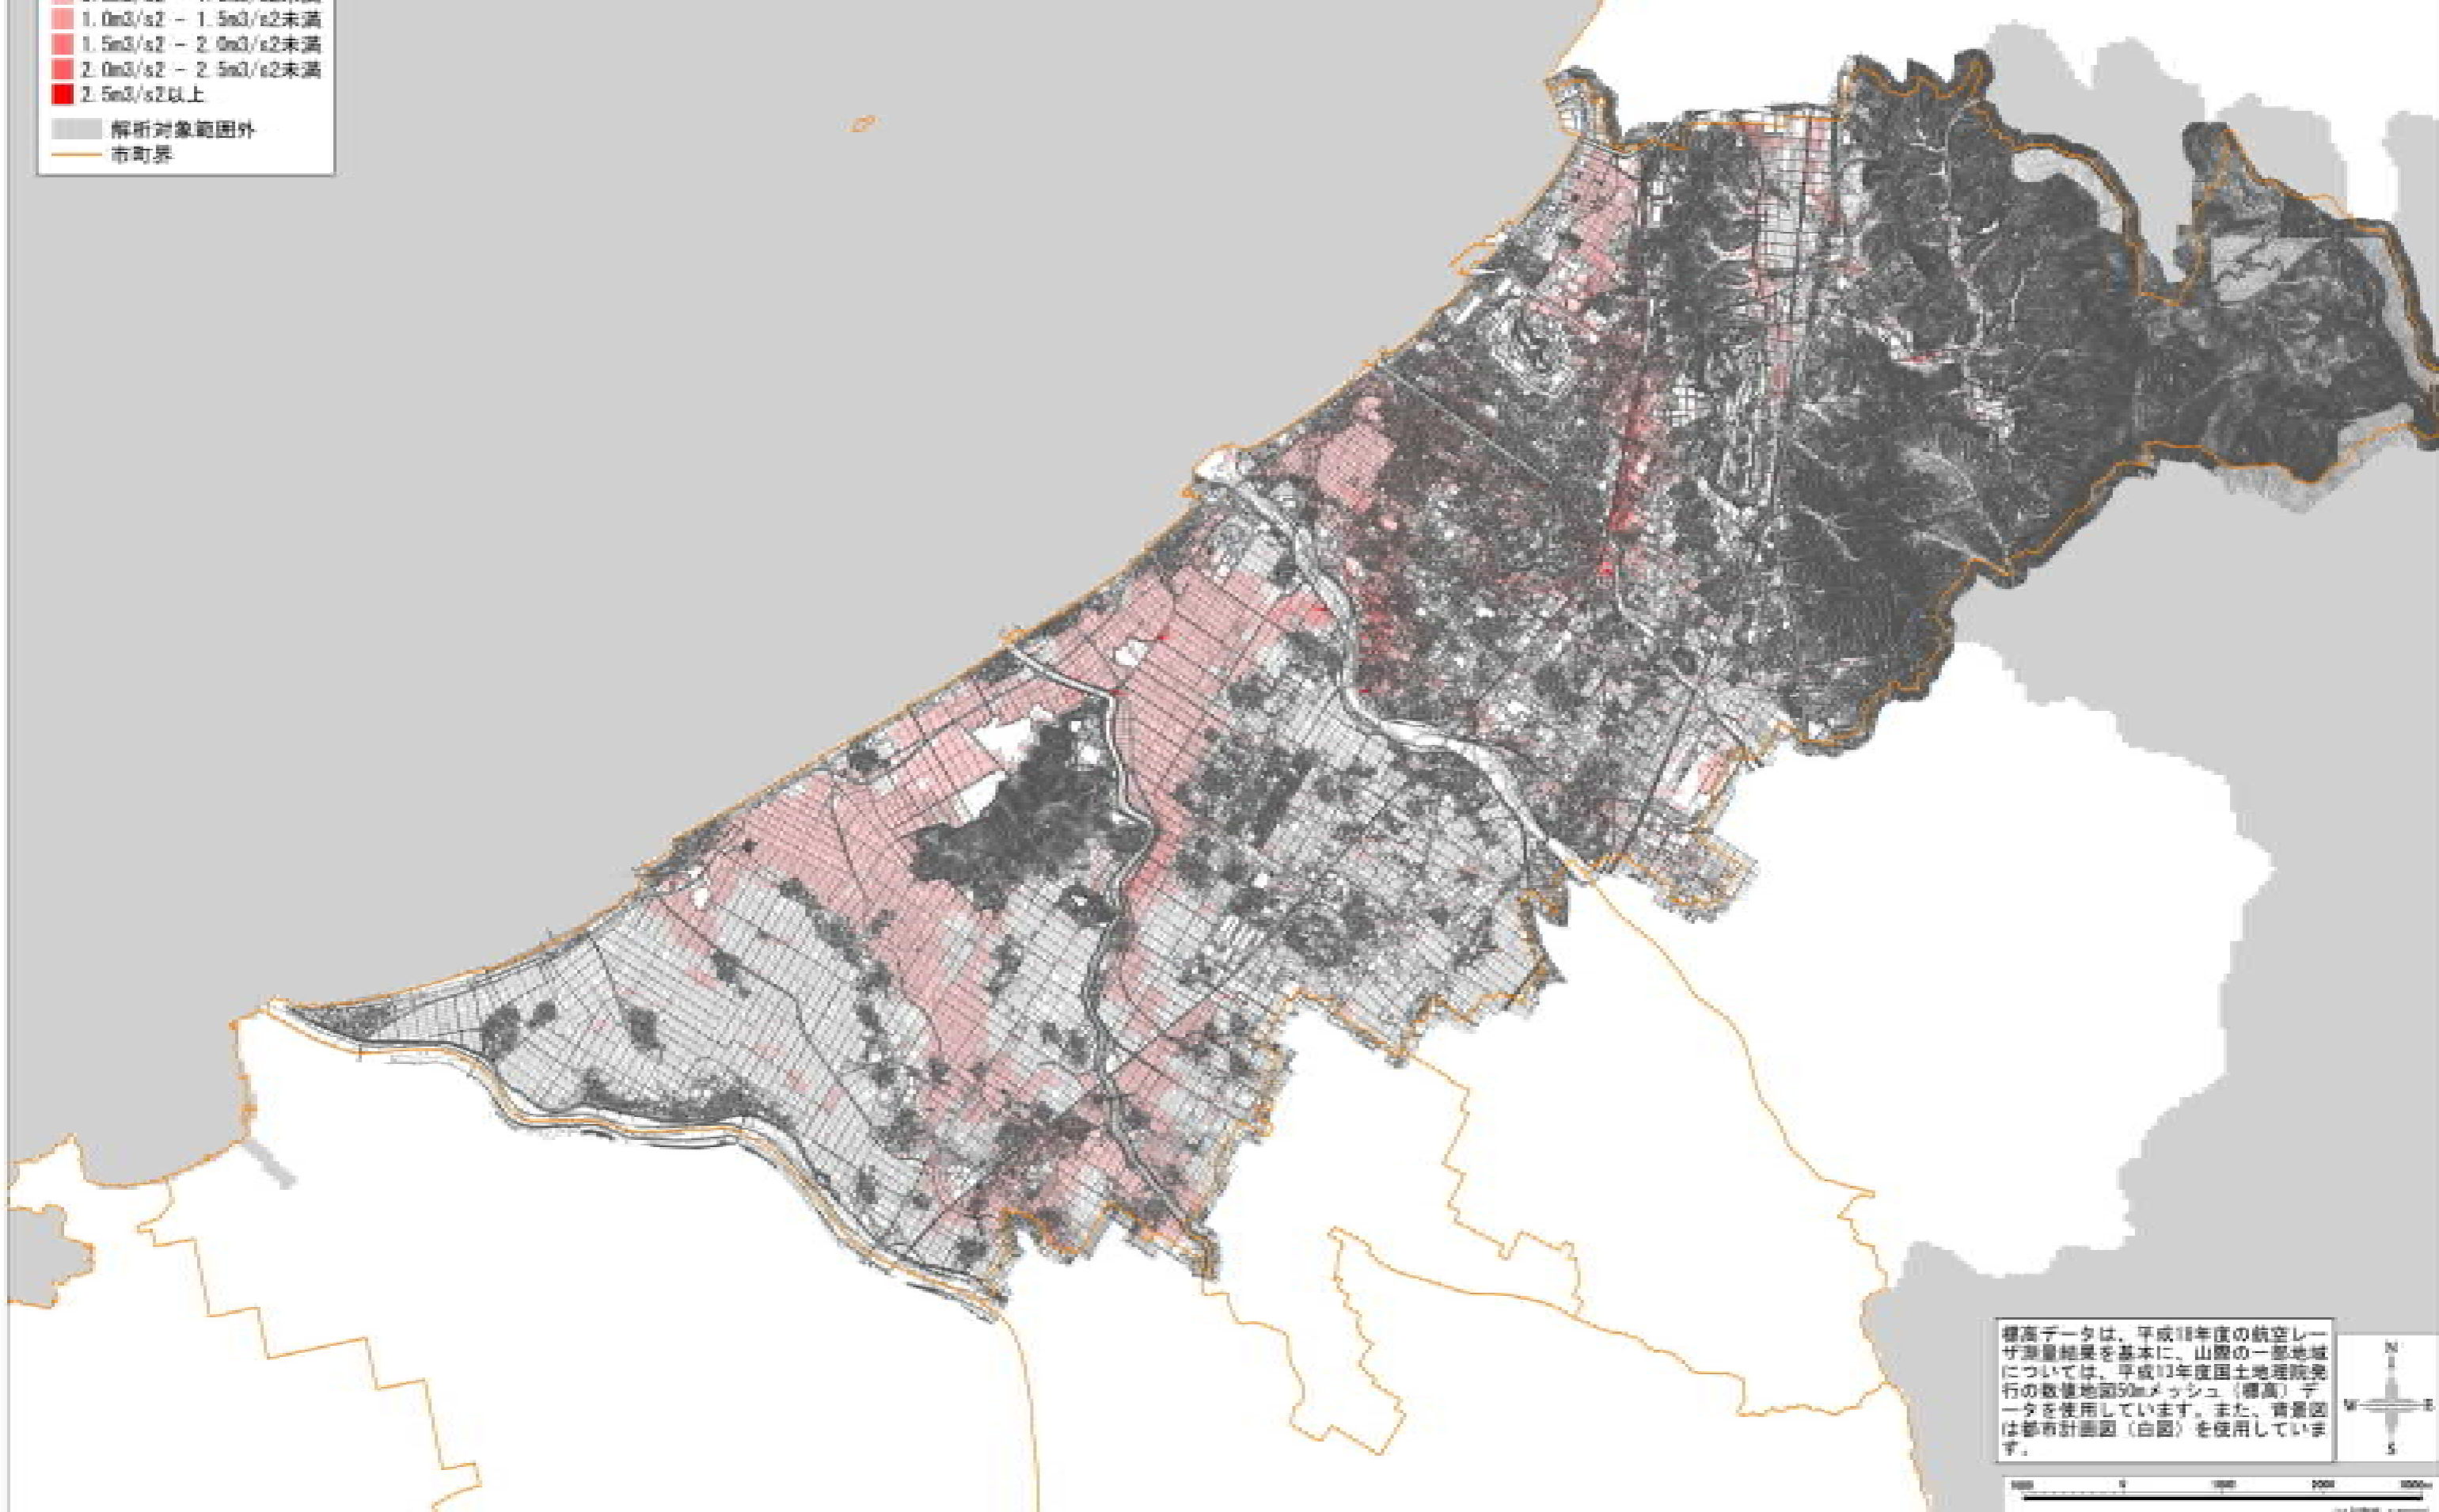 1.0m3/s2 - 1.5m3/s2未満
1.5m3/s2 - 2.0m3/s2未満
2.0m3/s2 - 2.5m3/s2未満
2.5m3/s2以上
解析対象範囲外
市町界
標高データは、平成18年度の航空レー
ザ測量結果を基本に、山際の一部地域
については、平成13年度国土地理院発
行の数値地図50mメッシュ(標高)デ
ータを使用しています。また、背景図
は都市計画図(白図)を使用していま
す。
N
W
E
S
1000 0 1000 2000 3000m